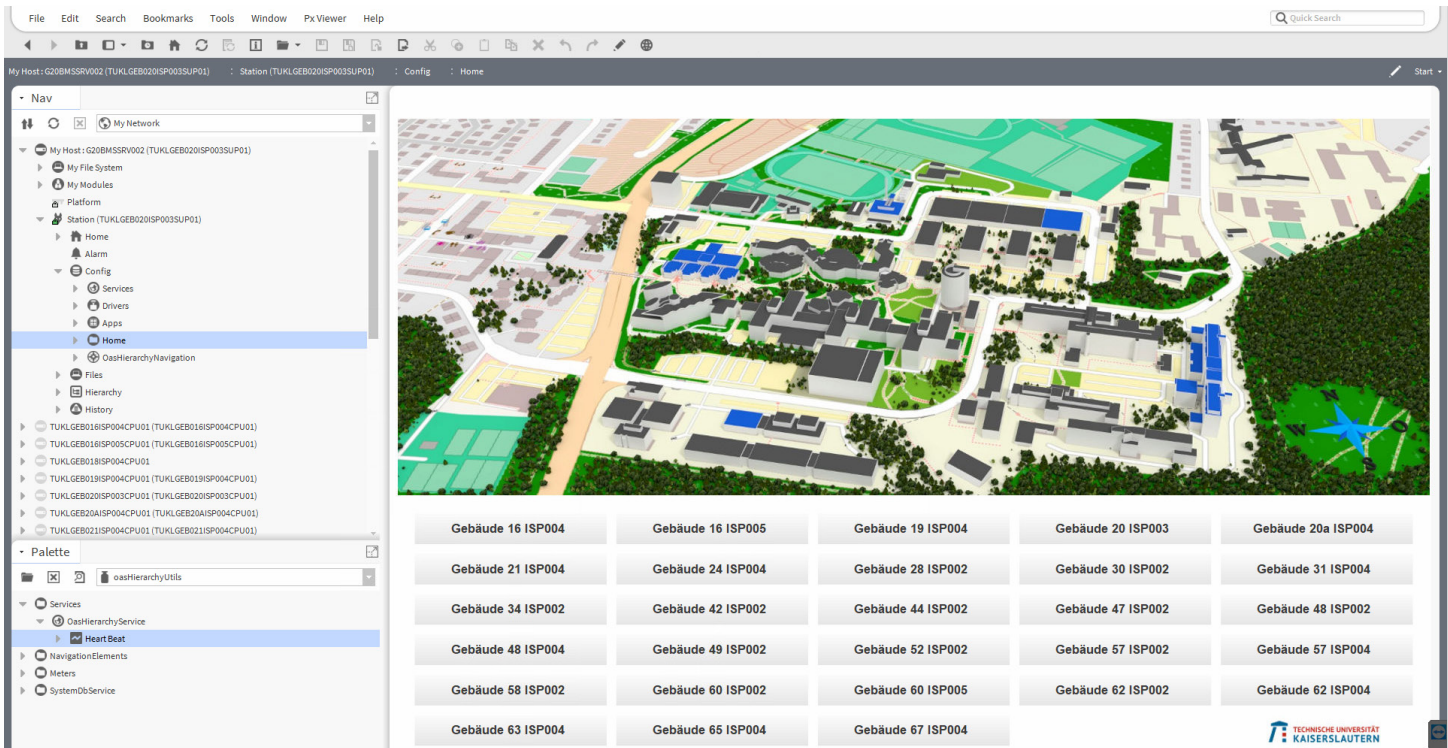 File Edit Search Bookmarks Tools Window Px Viewer Help
Quick Search
My Host : G20BMSSRV002 (TUKLGEB020ISP003SUP01) : Station (TUKLGEB020ISP003SUP01) : Config : Home
Start
Nav
My Network
My Host : G20BMSSRV002 (TUKLGEB020ISP003SUP01)
My File System
My Modules
Platform
Station (TUKLGEB020ISP003SUP01)
Home
Alarm
Config
Services
Drivers
Apps
Home
OasHierarchyNavigation
Files
Hierarchy
History
TUKLGEB016ISP004CPU01 (TUKLGEB016ISP004CPU01)
TUKLGEB016ISP005CPU01 (TUKLGEB016ISP005CPU01)
TUKLGEB018ISP004CPU01
TUKLGEB019ISP004CPU01 (TUKLGEB019ISP004CPU01)
TUKLGEB020ISP003CPU01 (TUKLGEB020ISP003CPU01)
TUKLGEB20AISP004CPU01 (TUKLGEB20AISP004CPU01)
TUKLGEB021ISP004CPU01 (TUKLGEB021ISP004CPU01)
Palette
oasHierarchyUtils
Services
OasHierarchyService
Heart Beat
NavigationElements
Meters
SystemDbService
N
W
O
S
Gebäude 16 ISP004 Gebäude 16 ISP005 Gebäude 19 ISP004 Gebäude 20 ISP003 Gebäude 20a ISP004
Gebäude 21 ISP004 Gebäude 24 ISP004 Gebäude 28 ISP002 Gebäude 30 ISP002 Gebäude 31 ISP004
Gebäude 34 ISP002 Gebäude 42 ISP002 Gebäude 44 ISP002 Gebäude 47 ISP002 Gebäude 48 ISP002
Gebäude 48 ISP004 Gebäude 49 ISP002 Gebäude 52 ISP002 Gebäude 57 ISP002 Gebäude 57 ISP004
Gebäude 58 ISP002 Gebäude 60 ISP002 Gebäude 60 ISP005 Gebäude 62 ISP002 Gebäude 62 ISP004
Gebäude 63 ISP004 Gebäude 65 ISP004 Gebäude 67 ISP004
TECHNISCHE UNIVERSITÄT
KAISERSLAUTERN